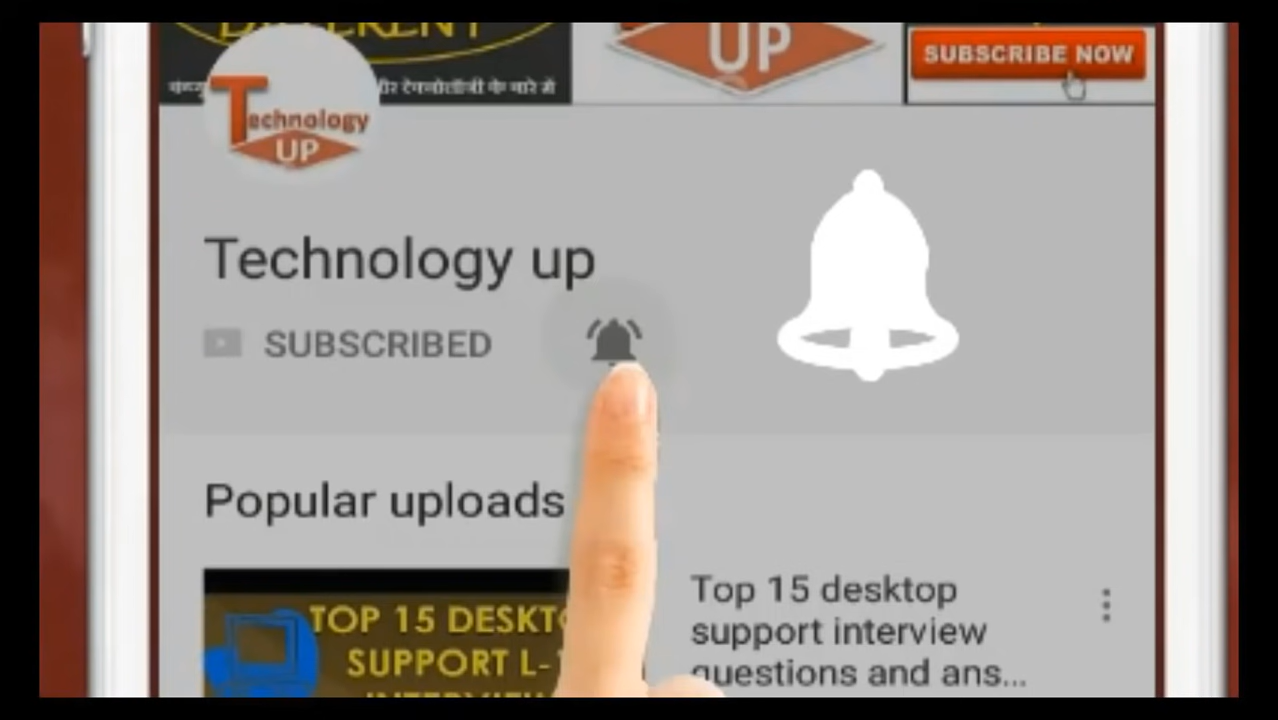 DIFFERENT
UP
SUBSCRIBE NOW
के बारे में
Technology
UP
Technology up
SUBSCRIBED
Popular uploads
TOP 15
SUPPORT L-
Top 15 desktop
support interview
questions and ans...